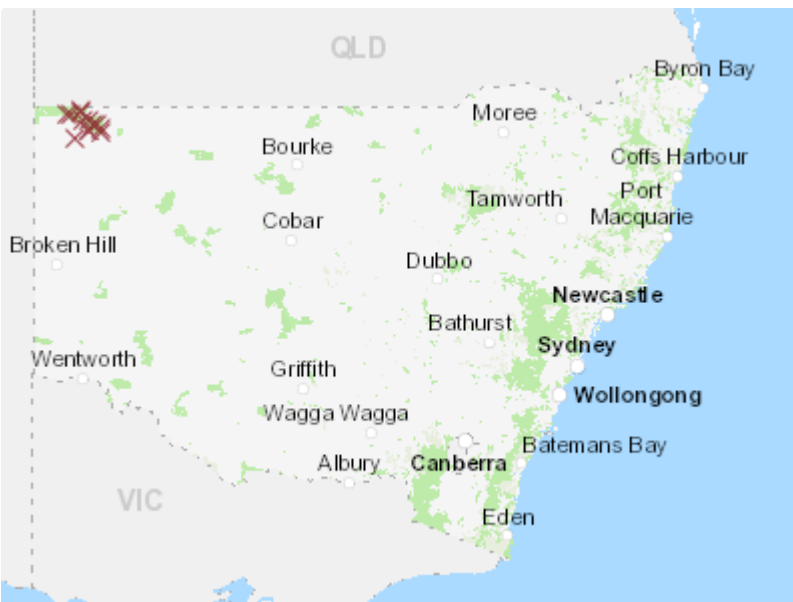 QLD
Byron Bay
Moree
Bourke
Coffs Harbour
Port
Macquarie
Tamworth
Cobar
Broken Hill
Dubbo
Newcastle
Bathurst
Sydney
Wentworth
Griffith
Wollongong
Wagga Wagga
Batemans Bay
Albury
Canberra
VIC
Eden